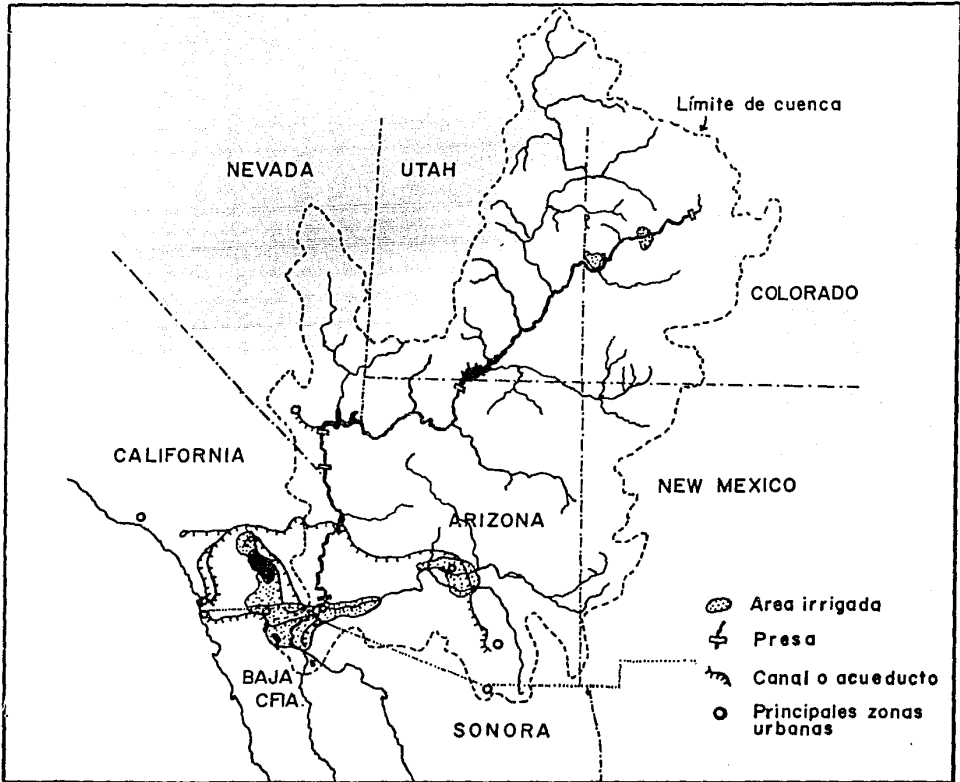 Límite de cuenca
NEVADA
UTAH
COLORADO
CALIFORNIA
NEW MEXICO
ARIZONA
Area irrigada
Presa
BAJA
CFIA.
Canal o acueducto
SONORA
Principales zonas
urbanas